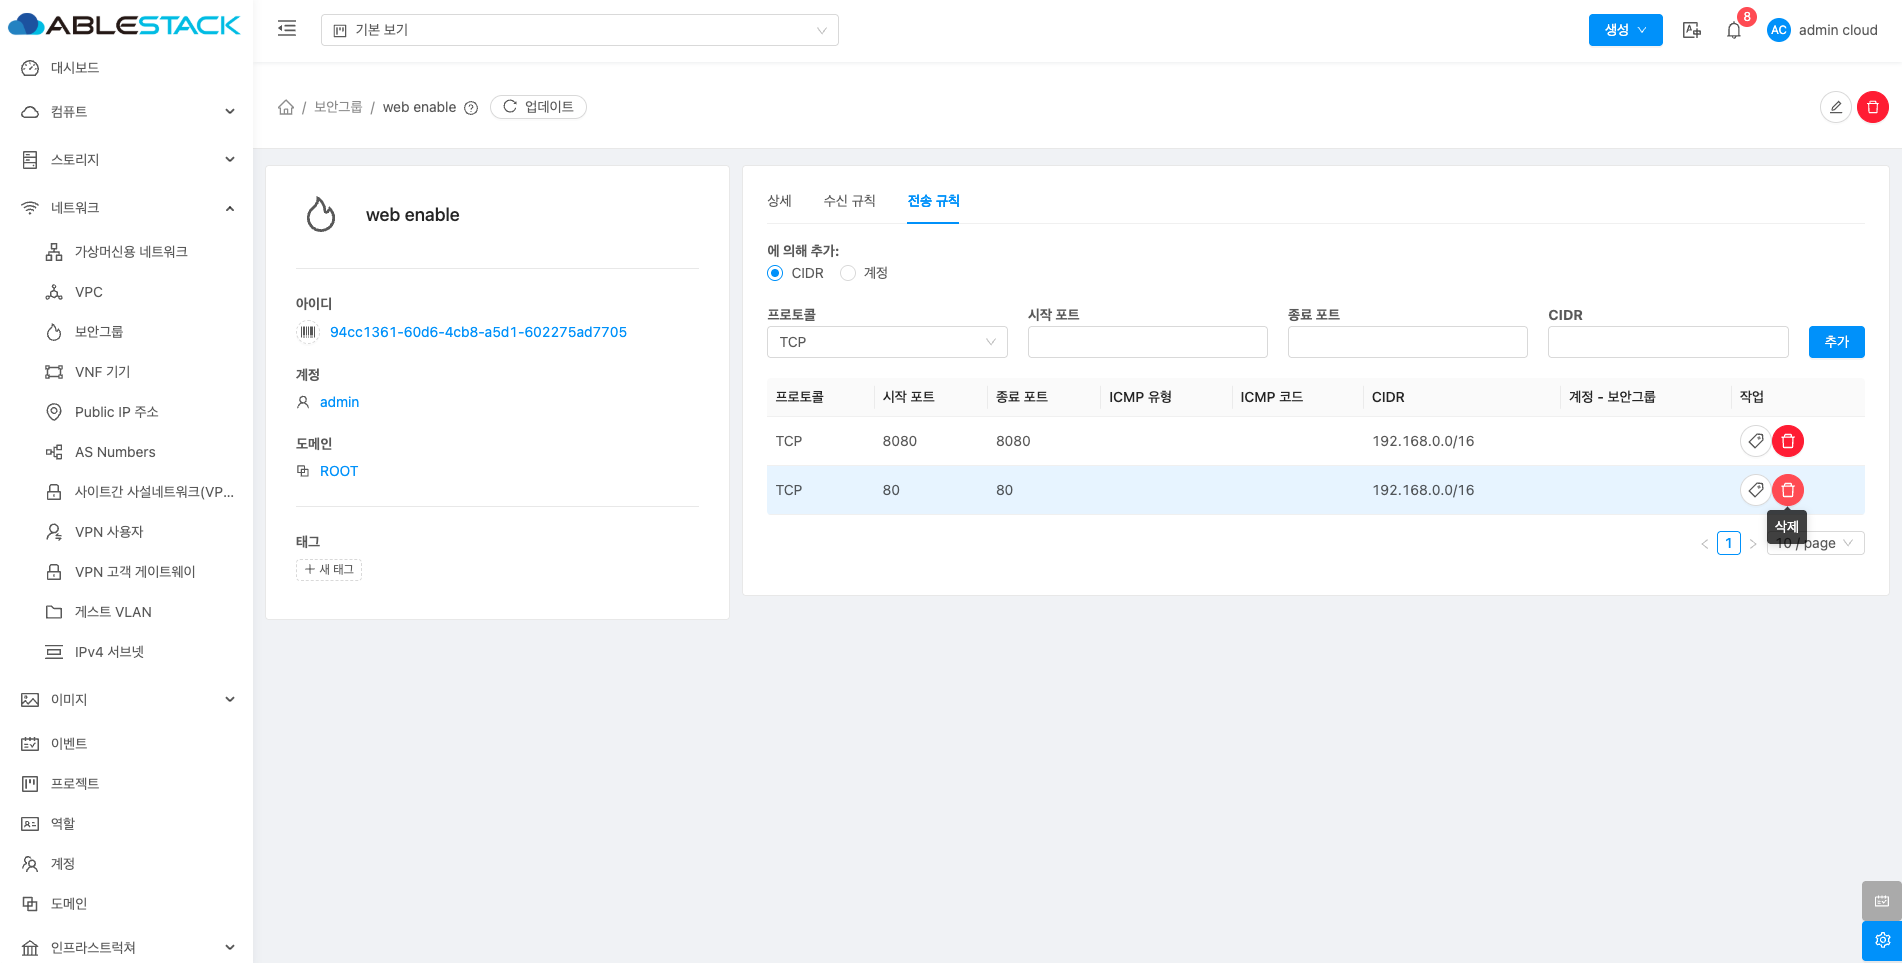 ABLESTACK
기본 보기
생성
8
AC
admin cloud
대시보드
컴퓨트
스토리지
네트워크
가상머신용 네트워크
VPC
보안그룹
VNF 기기
Public IP 주소
AS Numbers
사이트간 사설네트워크(VP...
VPN 사용자
VPN 고객 게이트웨이
게스트 VLAN
IPv4 서브넷
이미지
이벤트
프로젝트
역할
계정
도메인
인프라스트럭쳐
/ 보안그룹 / web enable 업데이트
web enable
아이디
94cc1361-60d6-4cb8-a5d1-602275ad7705
계정
admin
도메인
ROOT
태그
+ 새 태그
상세 수신 규칙 전송 규칙
에 의해 추가:
CIDR 계정
프로토콜 시작 포트 종료 포트 CIDR
TCP 추가
프로토콜 시작 포트 종료 포트 ICMP 유형 ICMP 코드 CIDR 계정 - 보안그룹 작업
TCP 8080 8080 192.168.0.0/16
TCP 80 80 192.168.0.0/16
삭제
< 1 > 10 / page